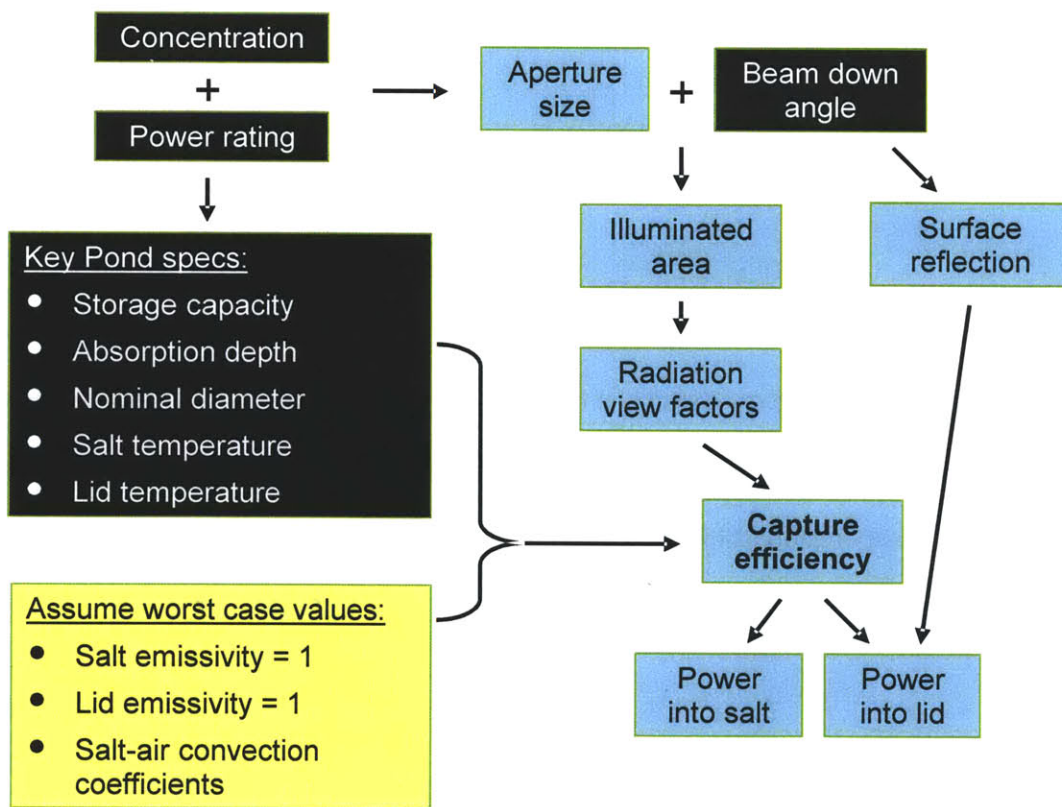 Concentration
+
Power rating
Aperture
size
+
Beam down
angle
Key Pond specs:
• Storage capacity
• Absorption depth
• Nominal diameter
• Salt temperature
• Lid temperature
Illuminated
area
Surface
reflection
Radiation
view factors
Capture
efficiency
Assume worst case values:
• Salt emissivity = 1
• Lid emissivity = 1
• Salt-air convection
coefficients
Power
into salt
Power
into lid